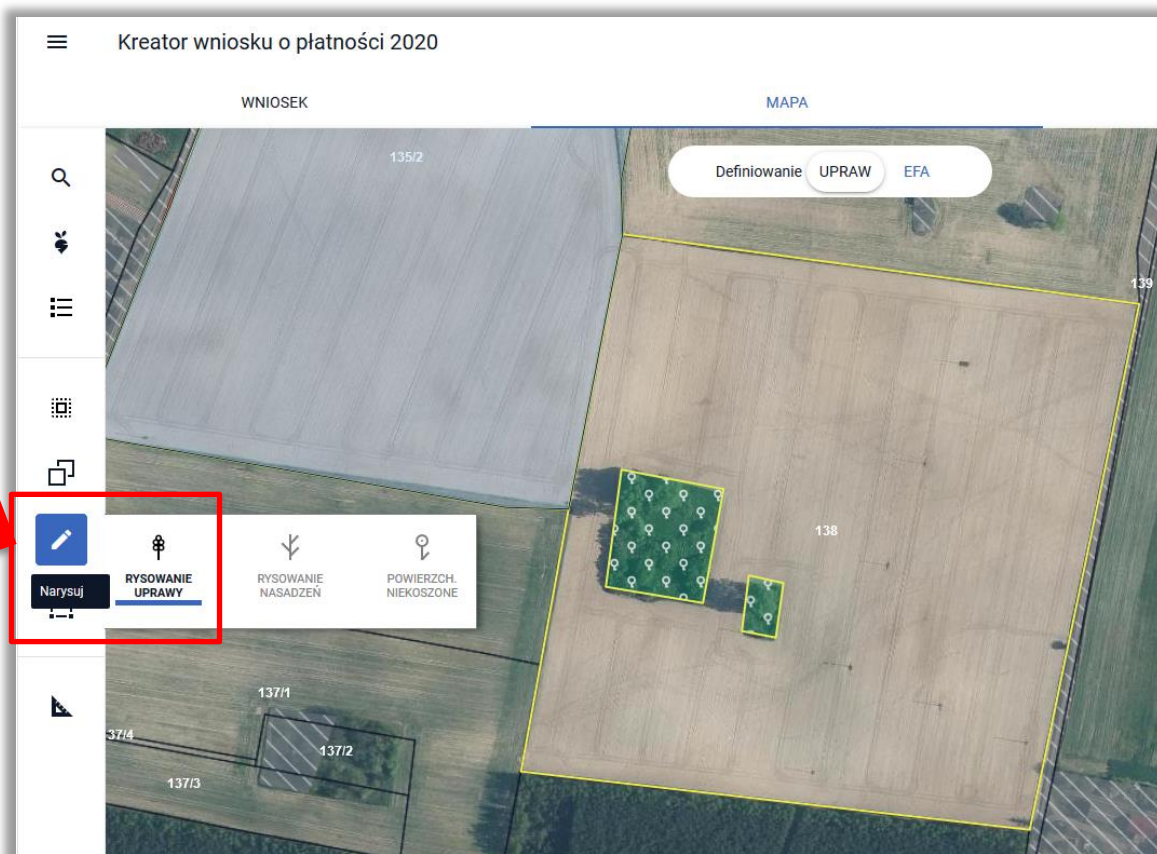 Kreator wniosku o płatności 2020
WNIOSEK
MAPA
135/2
Definiowanie UPRAW EFA
139
138
Narysuj
RYSOWANIE
UPRAWY
RYSOWANIE
NASADZEŃ
POWIERZCH.
NIEKOSZONE
137/1
37/4
137/2
137/3